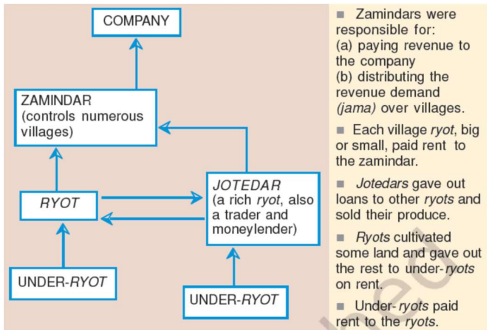 COMPANY
ZAMINDAR
(controls numerous
villages)
RYOT
JOTEDAR
(a rich ryot, also
a trader and
moneylender)
UNDER-RYOT
UNDER-RYOT
■ Zamindars were
responsible for:
(a) paying revenue to
the company
(b) distributing the
revenue demand
(jama) over villages.
■ Each village ryot, big
or small, paid rent to
the zamindar.
■ Jotedars gave out
loans to other ryots and
sold their produce.
■ Ryots cultivated
some land and gave out
the rest to under-ryots
on rent.
■ Under-ryots paid
rent to the ryots.